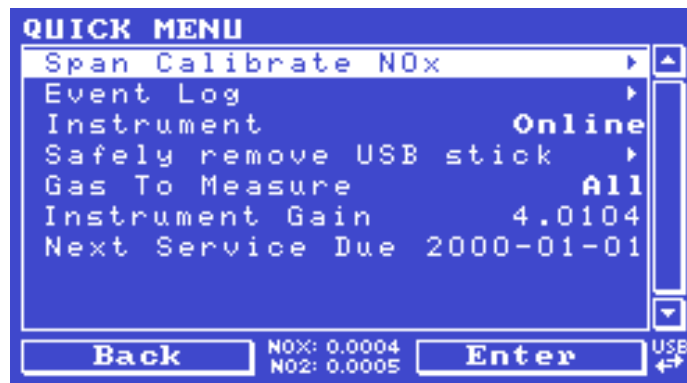 QUICK MENU
Span Calibrate NOx
Event Log
Instrument Online
Safely remove USB stick
Gas To Measure All
Instrument Gain 4.0104
Next Service Due 2000-01-01
Back NOX: 0.0004 Enter USB
NO2: 0.0005